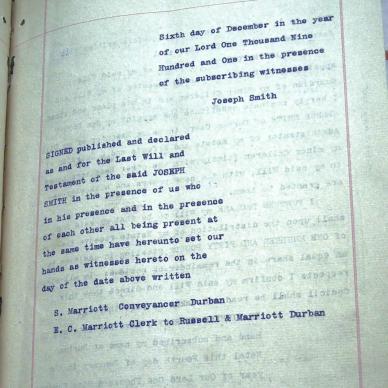 Sixth day of December in the year
of our Lord One Thousand Nine
Hundred and One in the presence
of the subscribing witnesses
Joseph Smith
SIGNED published and declared
as and for the Last Will and
Testament of the said JOSEPH
SMITH in the presence of us who
in his presence and in the presence
of each other all being present at
the same time have hereunto set our
hands as witnesses hereto on the
day of the date above written
S. Marriott Conveyancer Durban
E. C. Marriott Clerk to Russell & Marriott Durban